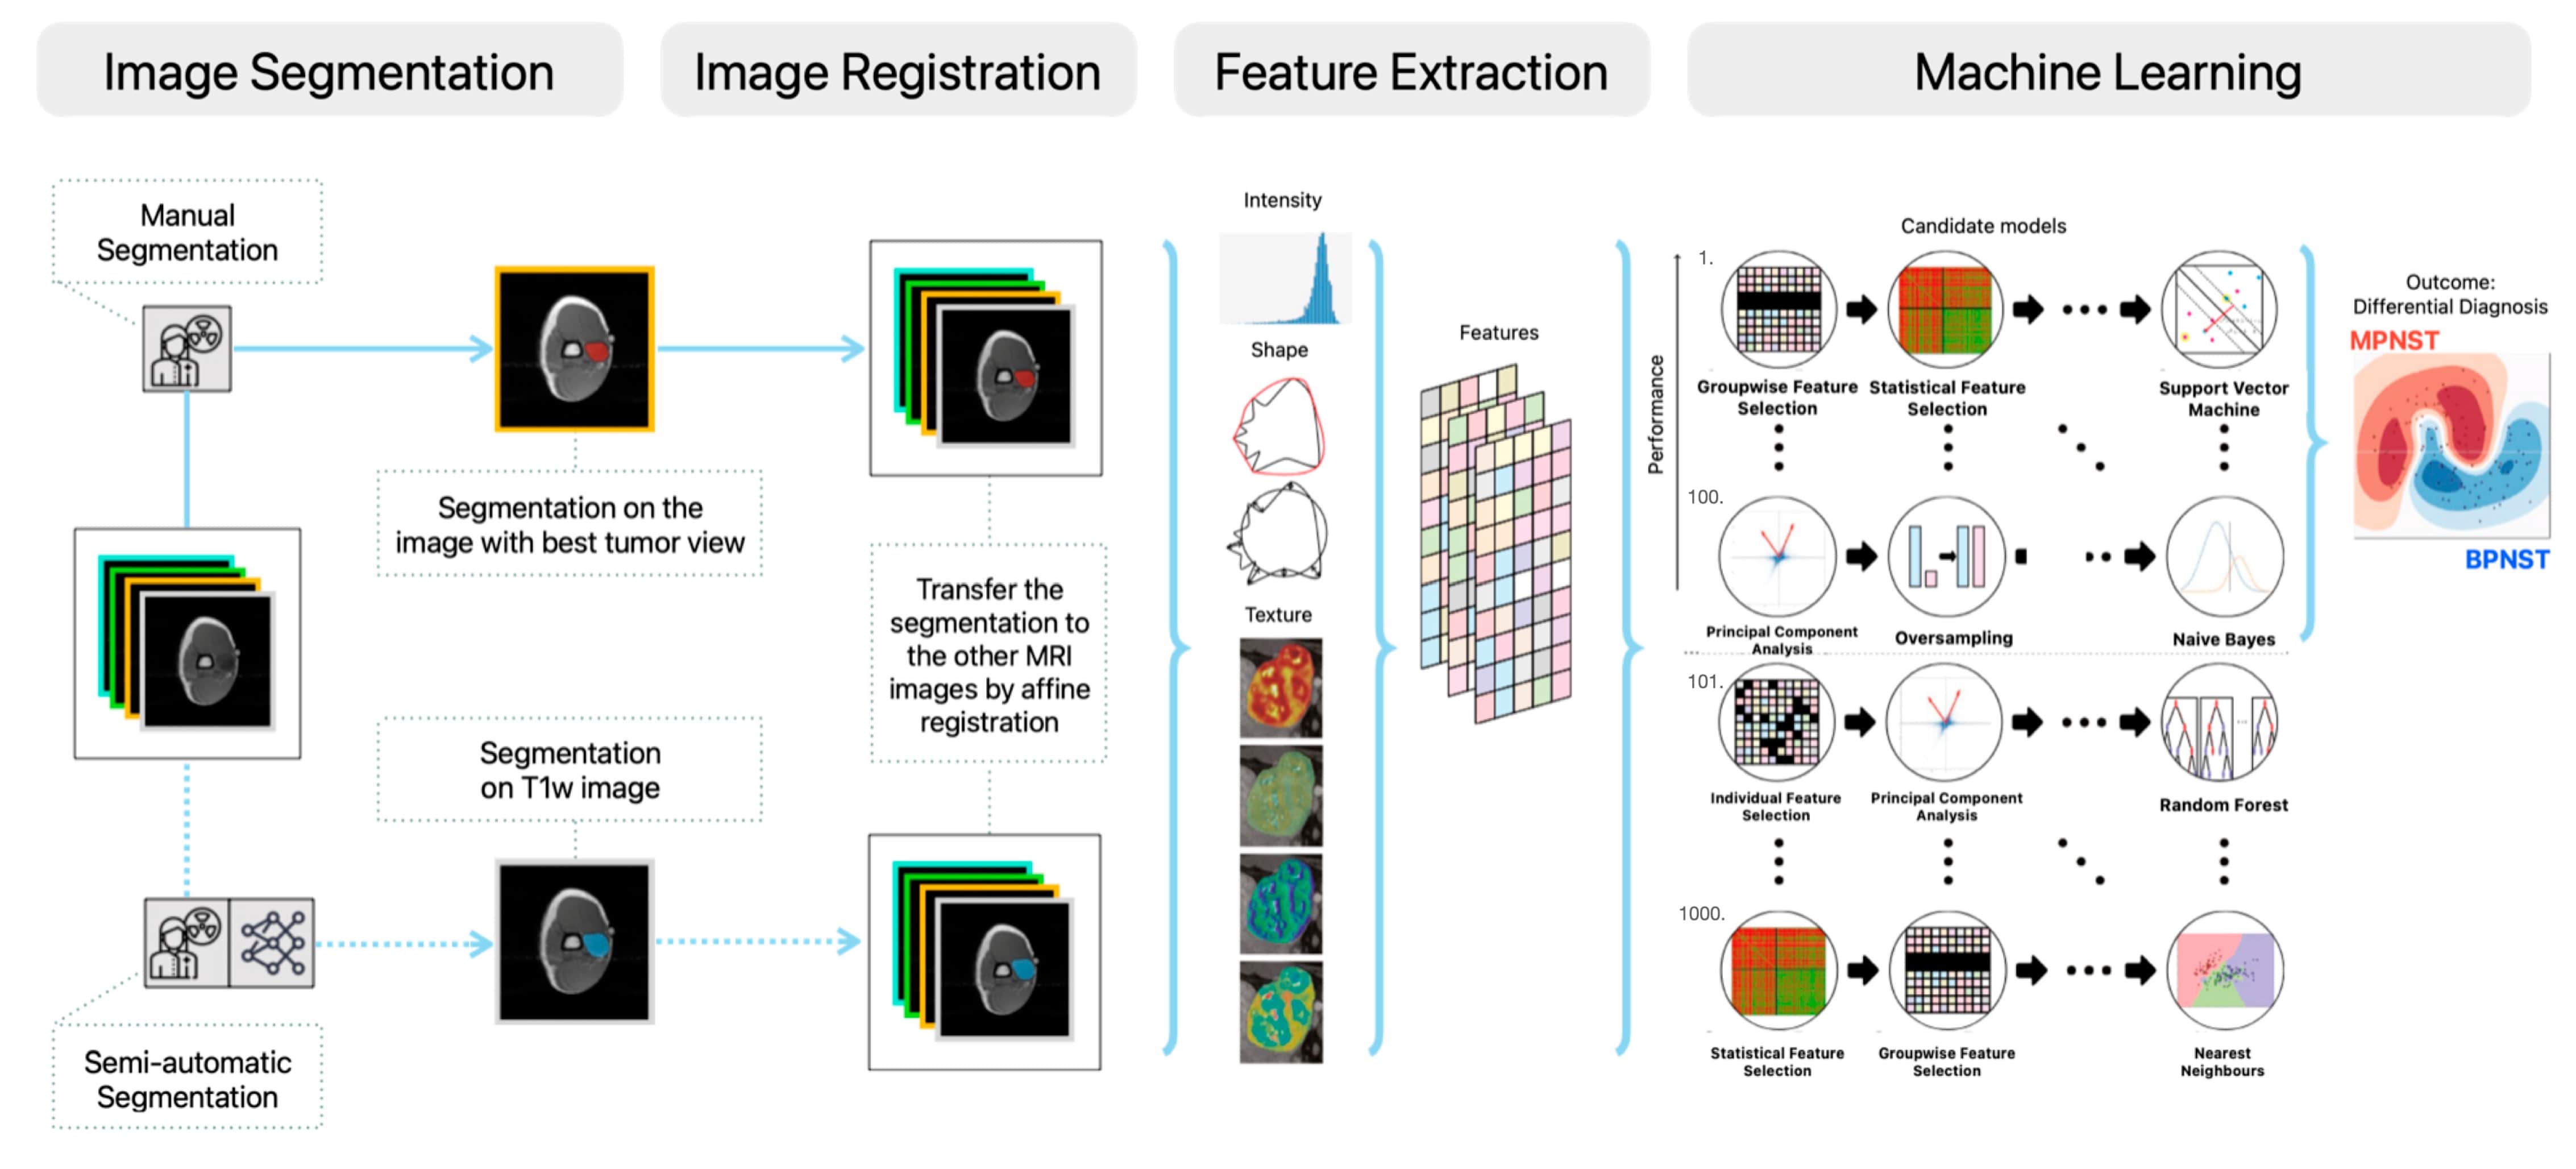 Image Segmentation
Image Registration
Feature Extraction
Machine Learning
Manual
Segmentation
Segmentation on the
image with best tumor view
Segmentation
on T1w image
Semi-automatic
Segmentation
Transfer the
segmentation to
the other MRI
images by affine
registration
Intensity
Shape
Texture
Features
Performance
Candidate models
1.
Groupwise Feature
Selection
Statistical Feature
Selection
Support Vector
Machine
100.
Principal Component
Analysis
Oversampling
Naive Bayes
101.
Individual Feature
Selection
Principal Component
Analysis
Random Forest
1000.
Statistical Feature
Selection
Groupwise Feature
Selection
Nearest
Neighbours
Outcome:
Differential Diagnosis
MPNST
BPNST